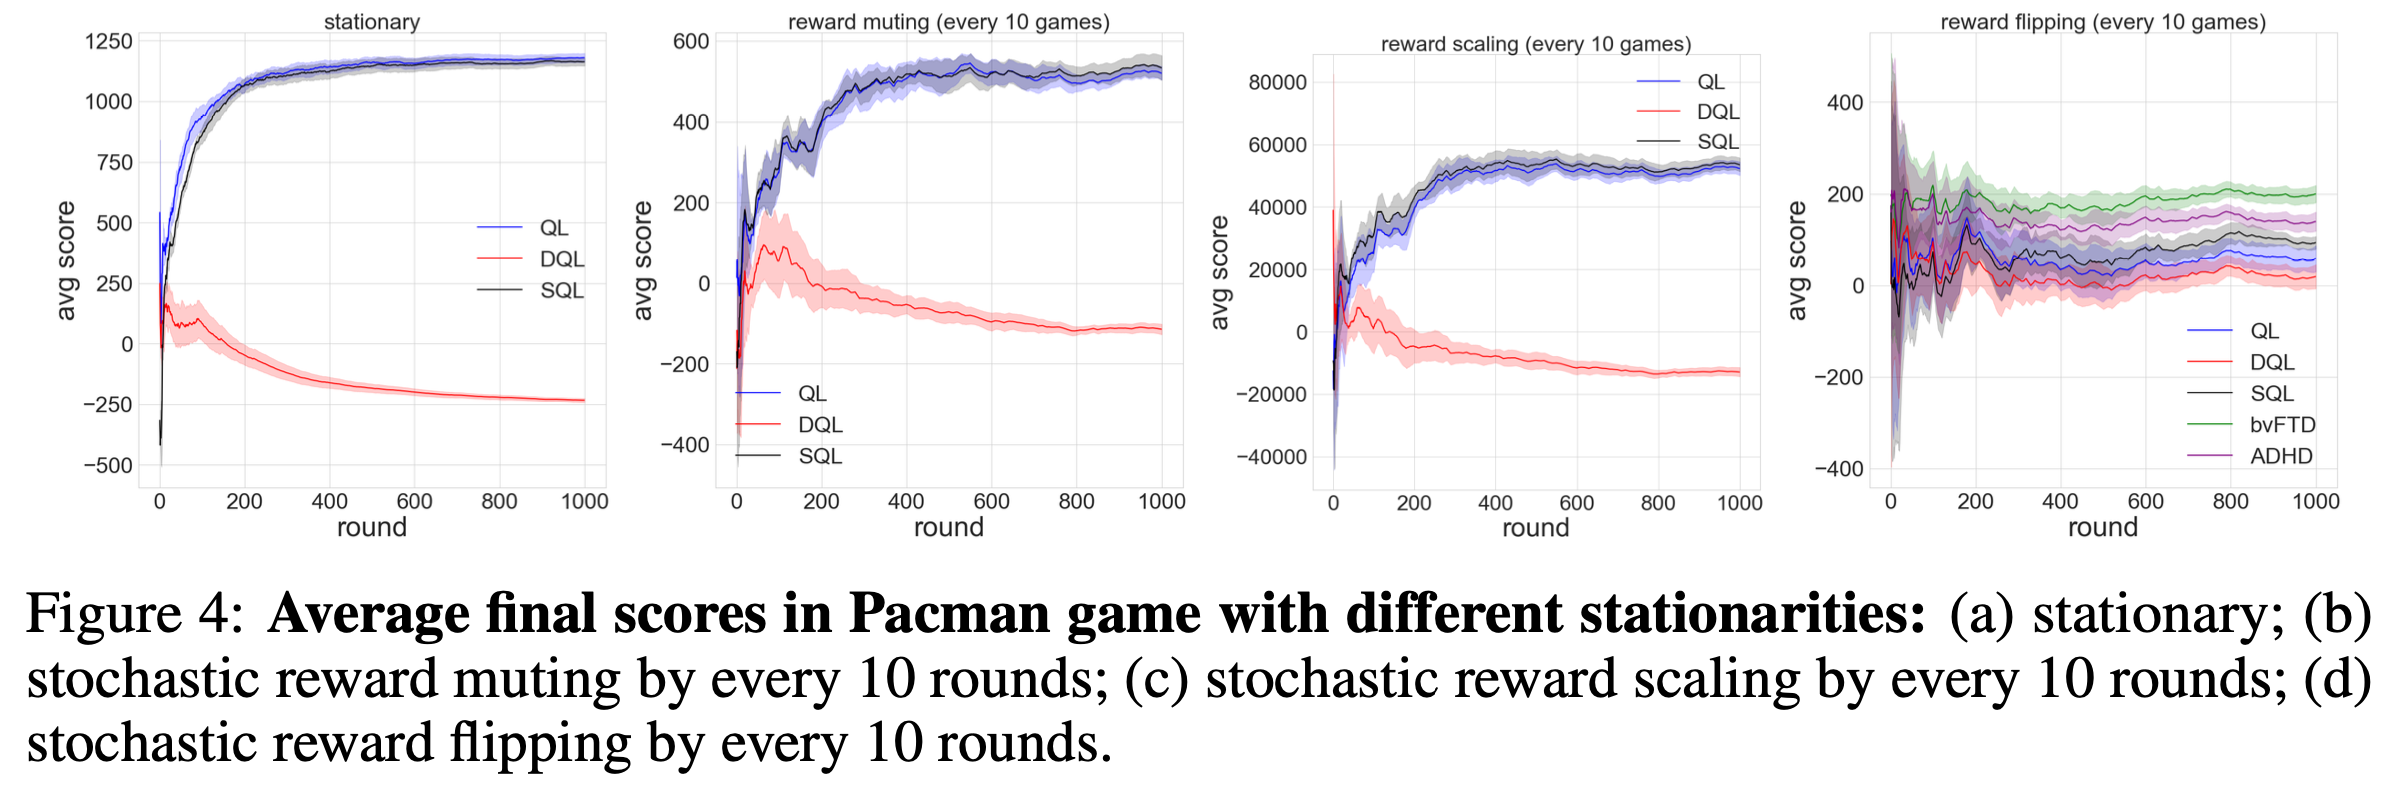 stationary
1250
1000
750
500
250
0
−250
−500
avg score
QL
DQL
SQL
0 200 400 600 800 1000
round
reward muting (every 10 games)
600
400
200
0
−200
−400
avg score
QL
DQL
SQL
0 200 400 600 800 1000
round
reward scaling (every 10 games)
80000
60000
40000
20000
0
−20000
−40000
avg score
QL
DQL
SQL
0 200 400 600 800 1000
round
reward flipping (every 10 games)
400
200
0
−200
−400
avg score
QL
DQL
SQL
bvFTD
ADHD
0 200 400 600 800 1000
round
Figure 4: Average final scores in Pacman game with different stationarities: (a) stationary; (b)
stochastic reward muting by every 10 rounds; (c) stochastic reward scaling by every 10 rounds; (d)
stochastic reward flipping by every 10 rounds.